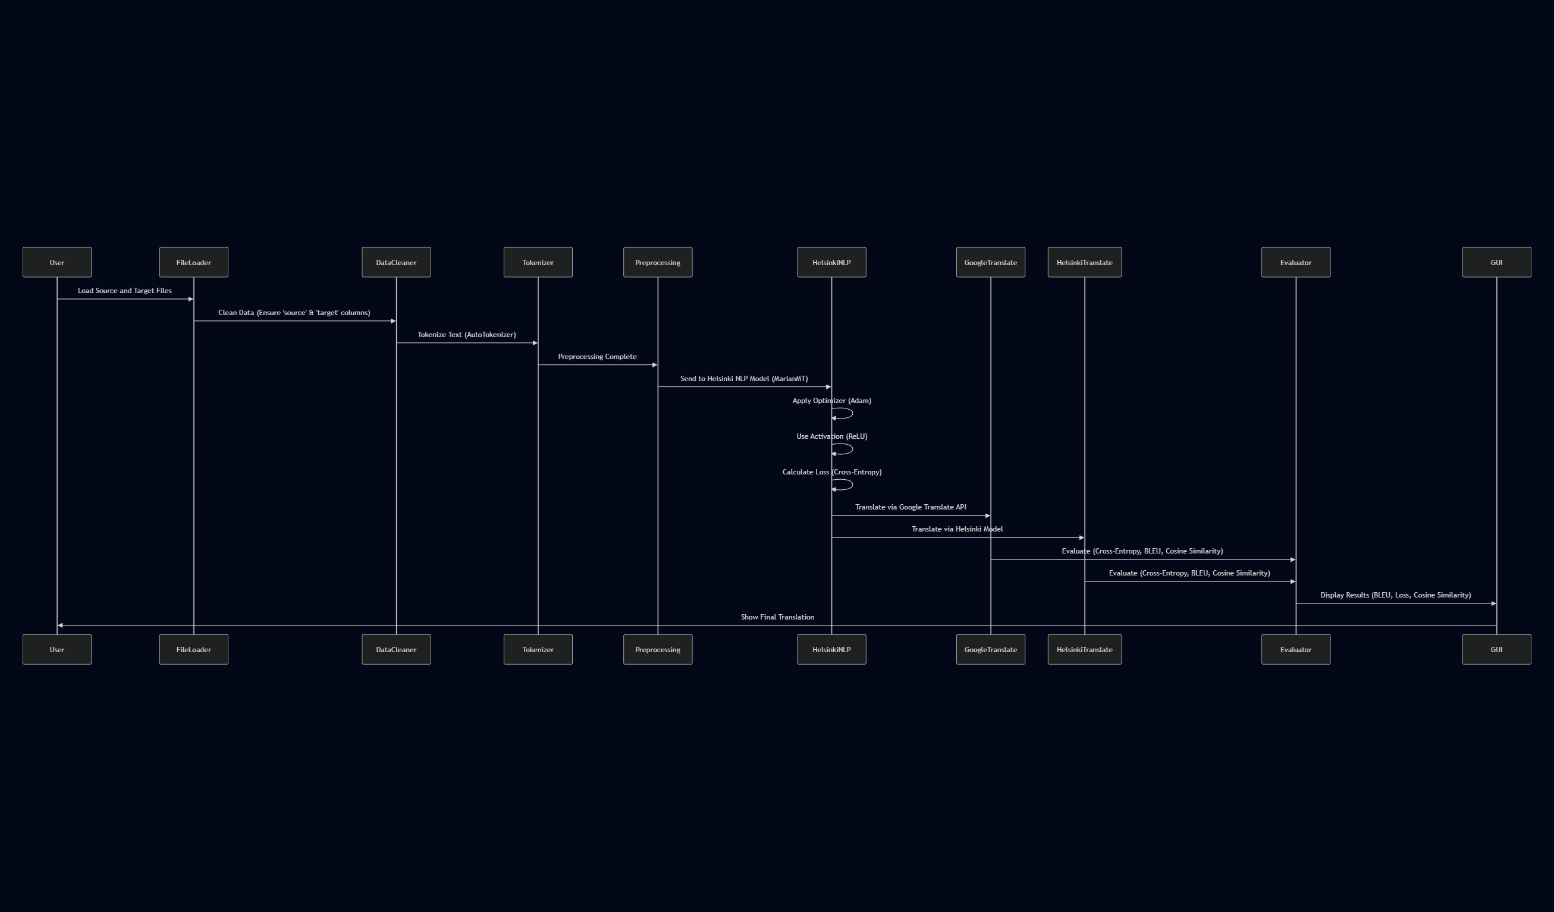 User
FileLoader
DataCleaner
Tokenizer
Preprocessing
HelsinkiNLP
GoogleTranslate
HelsinkiTranslate
Evaluator
GUI
Load Source and Target Files
Clean Data (Ensure 'source' & 'target' columns)
Tokenize Text (AutoTokenizer)
Preprocessing Complete
Send to Helsinki NLP Model (MarianMT)
Apply Optimizer (Adam)
Use Activation (ReLU)
Calculate Loss (Cross-Entropy)
Translate via Google Translate API
Translate via Helsinki Model
Evaluate (Cross-Entropy, BLEU, Cosine Similarity)
Evaluate (Cross-Entropy, BLEU, Cosine Similarity)
Display Results (BLEU, Loss, Cosine Similarity)
Show Final Translation
User
FileLoader
DataCleaner
Tokenizer
Preprocessing
HelsinkiNLP
GoogleTranslate
HelsinkiTranslate
Evaluator
GUI